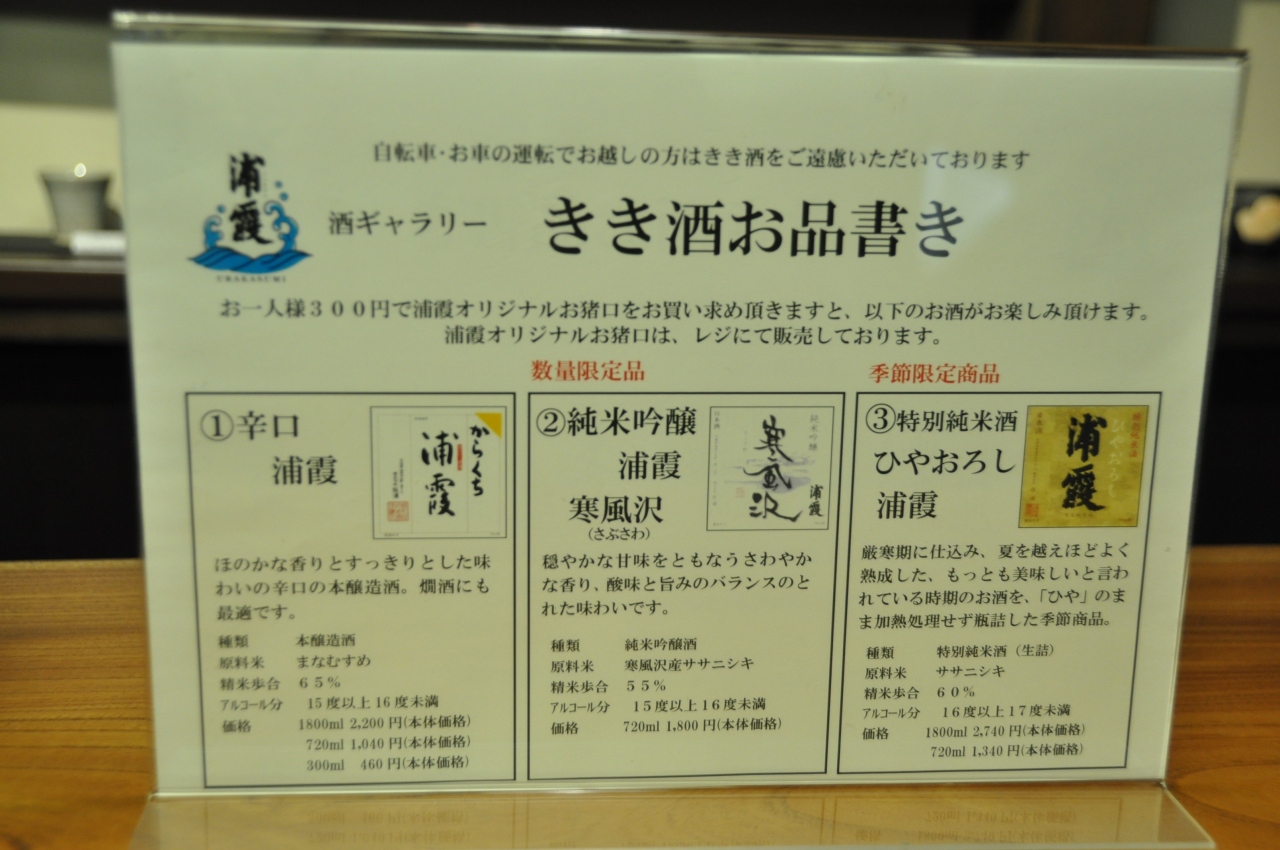 自転車・お車の運転でお越しの方はきき酒をご遠慮いただいております
浦霞
URAKASUMI
酒ギャラリー きき酒お品書き
お一人様３００円で浦霞オリジナルお猪口をお買い求め頂きますと、以下のお酒がお楽しみ頂けます。
浦霞オリジナルお猪口は、レジにて販売しております。
①辛口
浦霞
からくち
浦霞
ほのかな香りとすっきりとした味
わいの辛口の本醸造酒。燗酒にも
最適です。
種類 本醸造酒
原料米 まなむすめ
精米歩合 ６５％
アルコール分 15度以上16度未満
価格 1800ml 2,200円(本体価格)
720ml 1,040円(本体価格)
300ml 460円(本体価格)
数量限定品
②純米吟醸
浦霞
寒風沢
(さぶさわ)
純米吟醸
寒風沢
浦霞
穏やかな甘味をともなうさわやか
な香り、酸味と旨みのバランスのと
れた味わいです。
種類 純米吟醸酒
原料米 寒風沢産ササニシキ
精米歩合 ５５％
アルコール分 15度以上16度未満
価格 720ml 1,800円(本体価格)
季節限定商品
③特別純米酒
ひやおろし
浦霞
特別純米酒
ひやおろし
浦霞
厳寒期に仕込み、夏を越えほどよく
熟成した、もっとも美味しいと言わ
れている時期のお酒を、「ひや」のま
ま加熱処理せず瓶詰した季節商品。
種類 特別純米酒（生詰）
原料米 ササニシキ
精米歩合 ６０％
アルコール分 16度以上17度未満
価格 1800ml 2,740円(本体価格)
720ml 1,340円(本体価格)